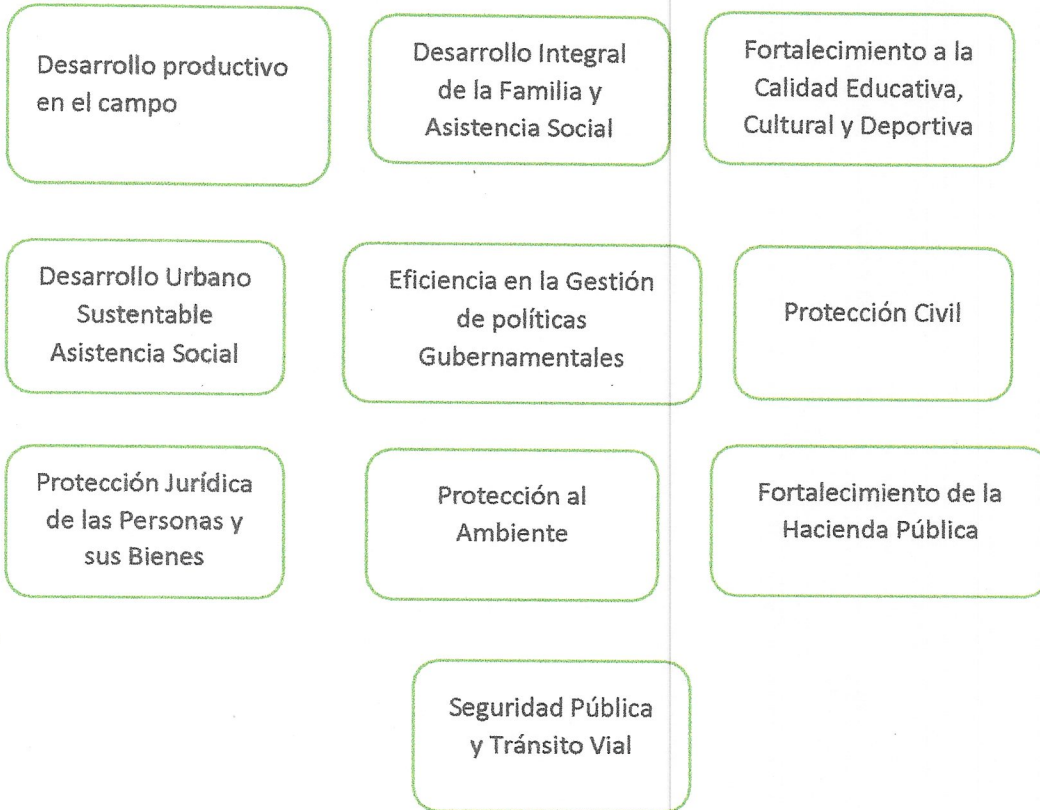 Desarrollo productivo
en el campo
Desarrollo Integral
de la Familia y
Asistencia Social
Fortalecimiento a la
Calidad Educativa,
Cultural y Deportiva
Desarrollo Urbano
Sustentable
Asistencia Social
Eficiencia en la Gestión
de políticas
Gubernamentales
Protección Civil
Protección Jurídica
de las Personas y
sus Bienes
Protección al
Ambiente
Fortalecimiento de la
Hacienda Pública
Seguridad Pública
y Tránsito Vial